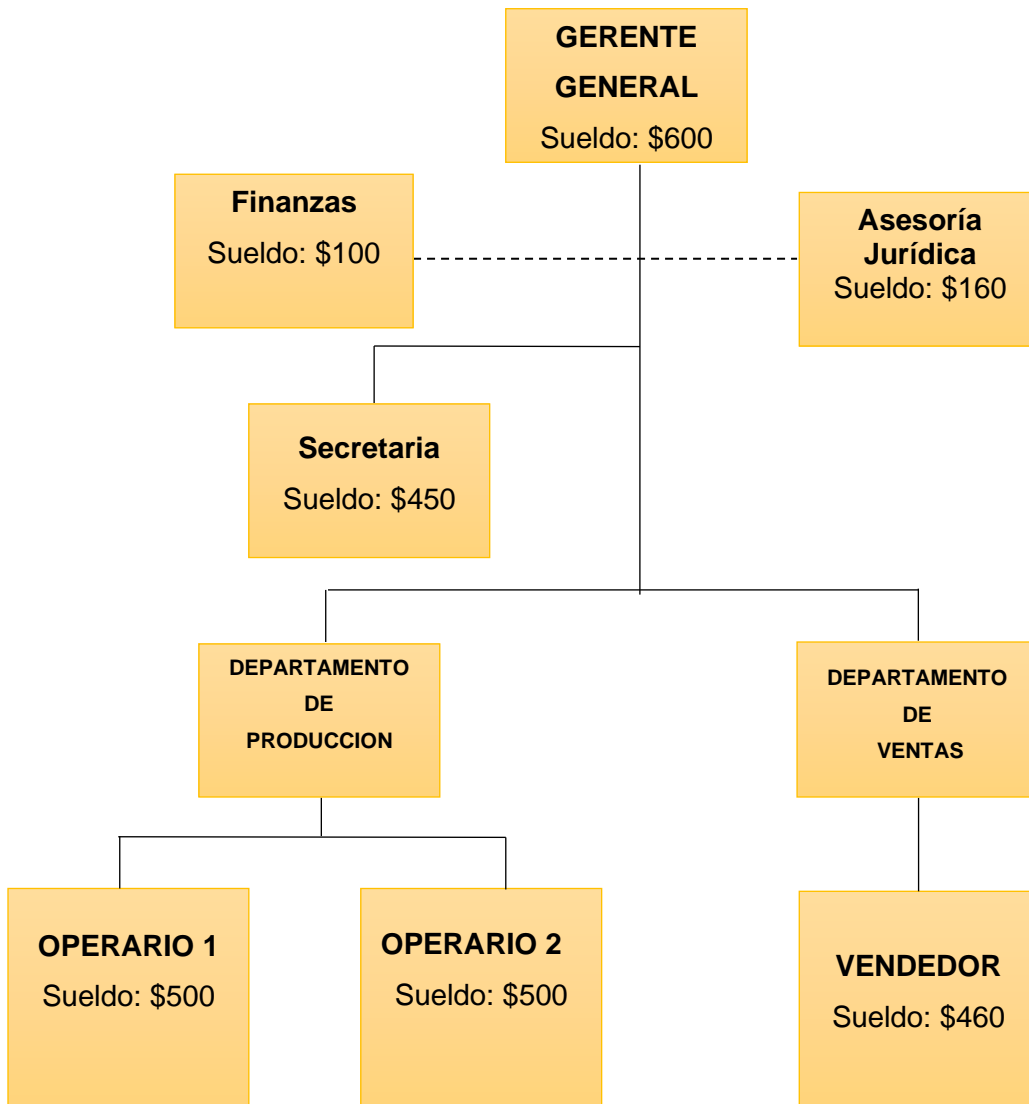 GERENTE
GENERAL
Sueldo: $600
Finanzas
Sueldo: $100
Asesoría
Jurídica
Sueldo: $160
Secretaria
Sueldo: $450
DEPARTAMENTO
DE
PRODUCCION
DEPARTAMENTO
DE
VENTAS
OPERARIO 1
Sueldo: $500
OPERARIO 2
Sueldo: $500
VENDEDOR
Sueldo: $460